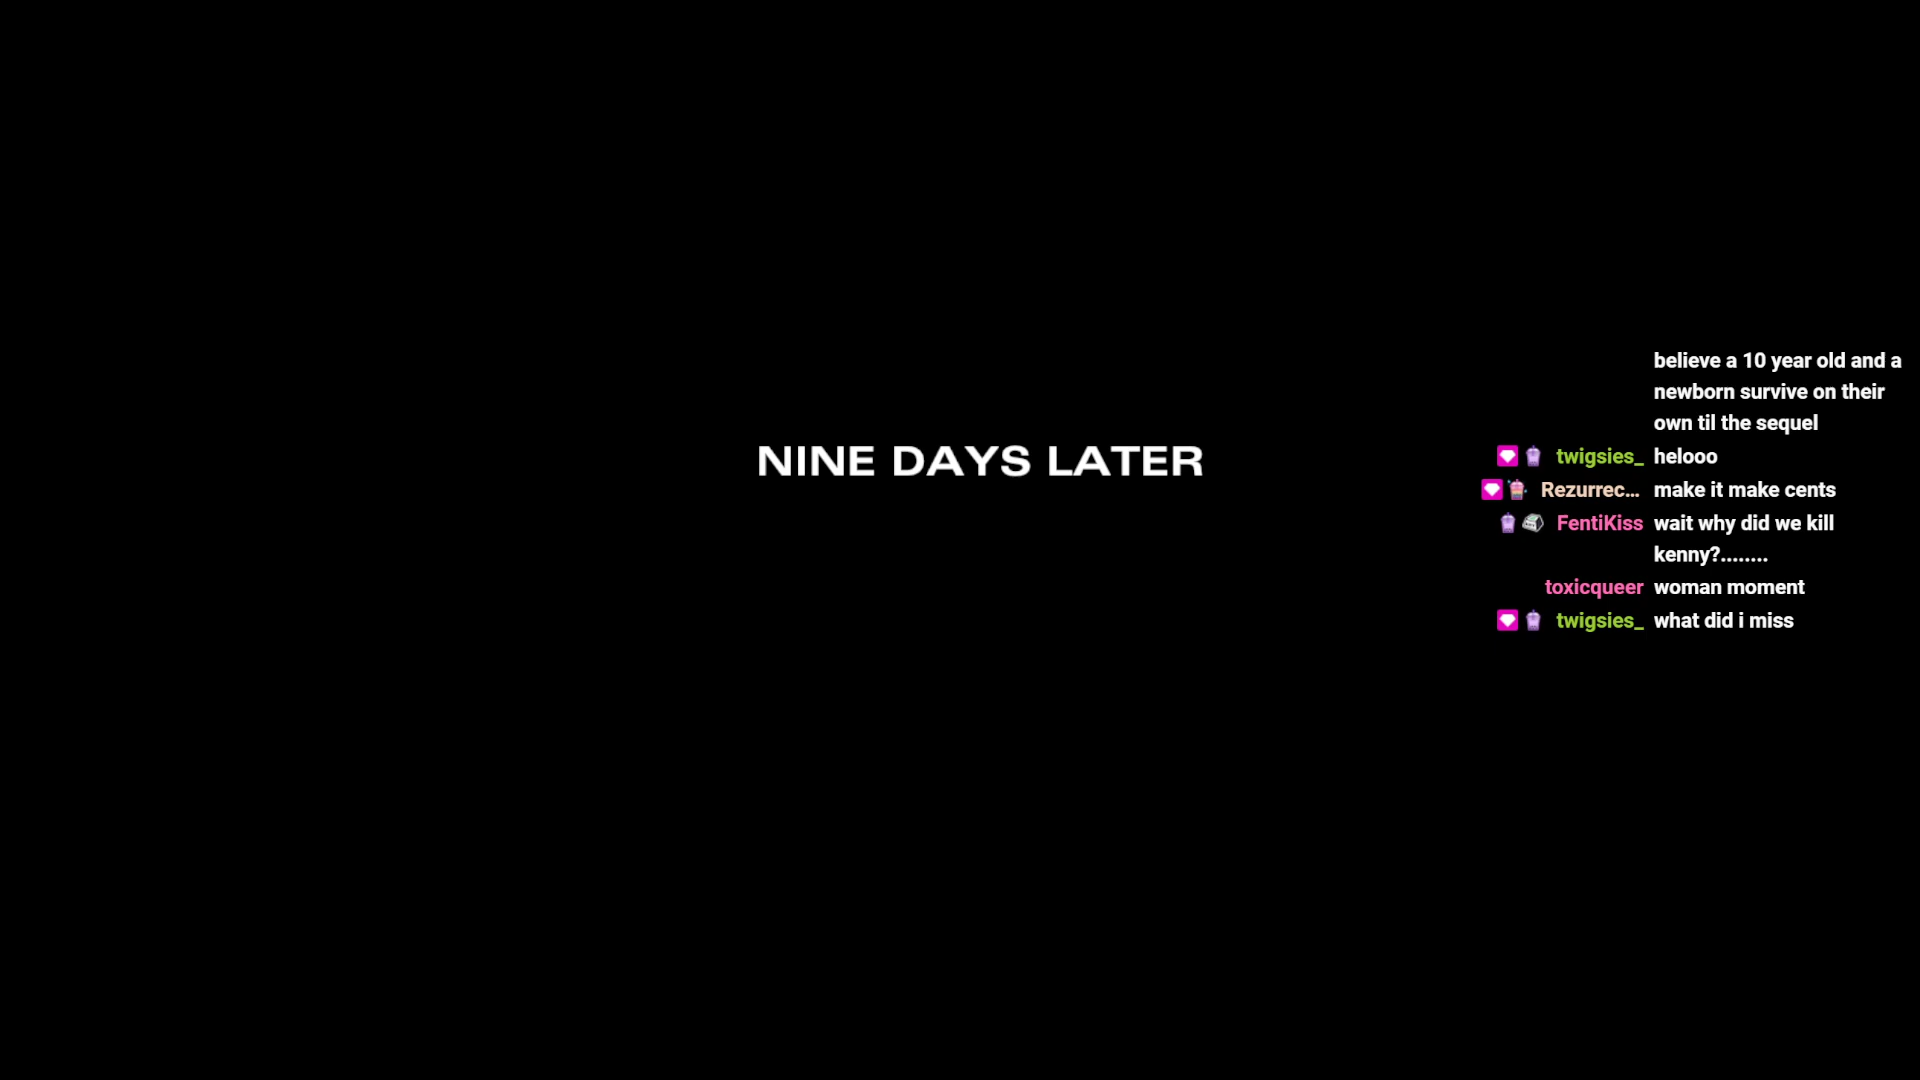 NINE DAYS LATER
believe a 10 year old and a
newborn survive on their
own til the sequel
twigsies_ helooo
Rezurrec... make it make cents
FentiKiss wait why did we kill
kenny?........
toxicqueer woman moment
twigsies_ what did i miss